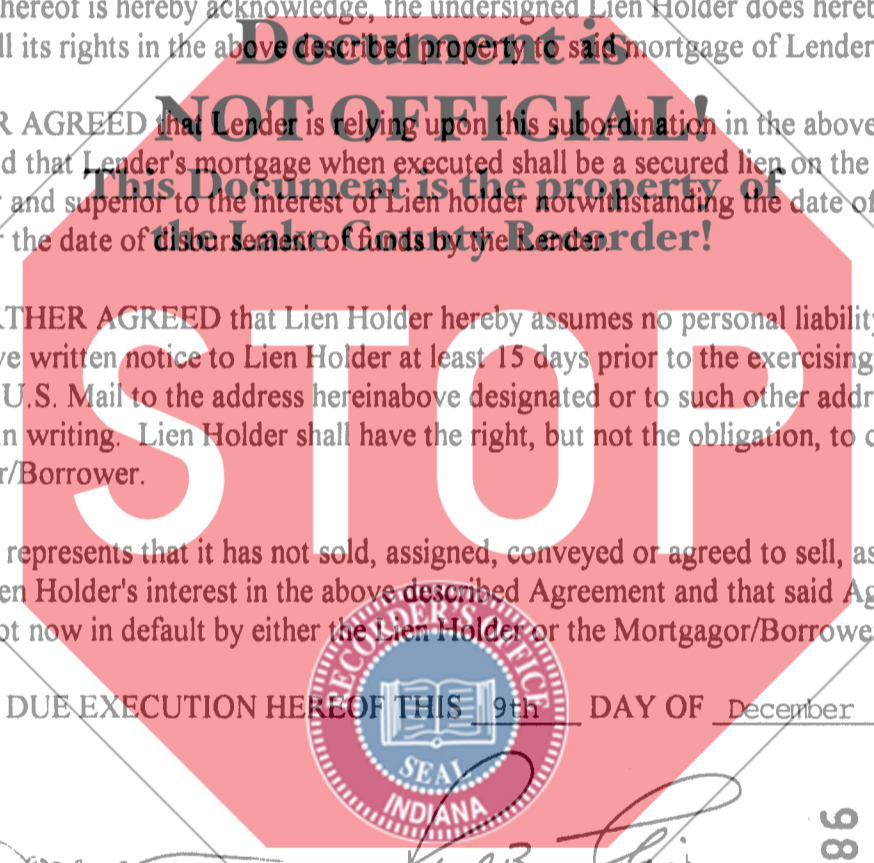 hereof is hereby acknowledge, the undersigned Lien Holder does hereb
ll its rights in the above described property to said mortgage of Lender
Document is
R AGREED that Lender is relying upon this subordination in the above
NOT OFFICIAL!
d that Lender's mortgage when executed shall be a secured lien on the
This Document is the property of
and superior to the interest of Lien holder notwithstanding the date of
the date of disbursement of funds by the Lender.
the Lake County Recorder!
THER AGREED that Lien Holder hereby assumes no personal liability
ve written notice to Lien Holder at least 15 days prior to the exercising
U.S. Mail to the address hereinabove designated or to such other addr
n writing. Lien Holder shall have the right, but not the obligation, to c
r/Borrower.
STOP
represents that it has not sold, assigned, conveyed or agreed to sell, as
en Holder's interest in the above described Agreement and that said Ag
ot now in default by either the Lien Holder or the Mortgagor/Borrowe
RECORDER'S OFFICE
DUE EXECUTION HEREOF THIS 9th DAY OF December
SEAL
INDIANA
98